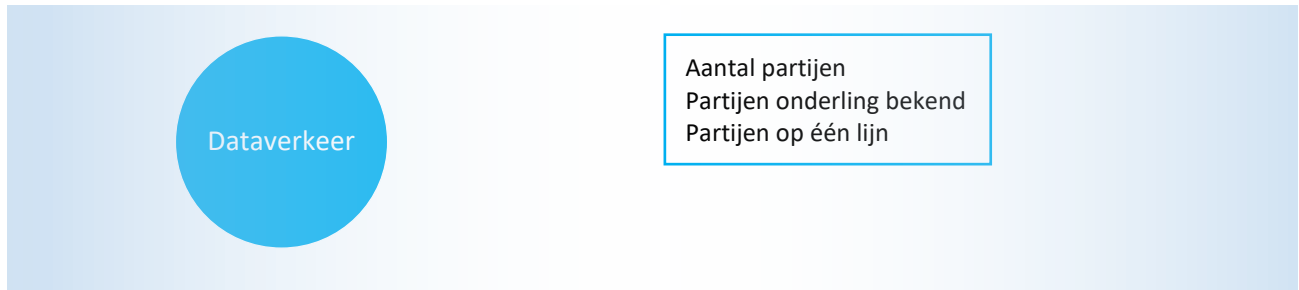 Dataverkeer
Aantal partijen
Partijen onderling bekend
Partijen op één lijn